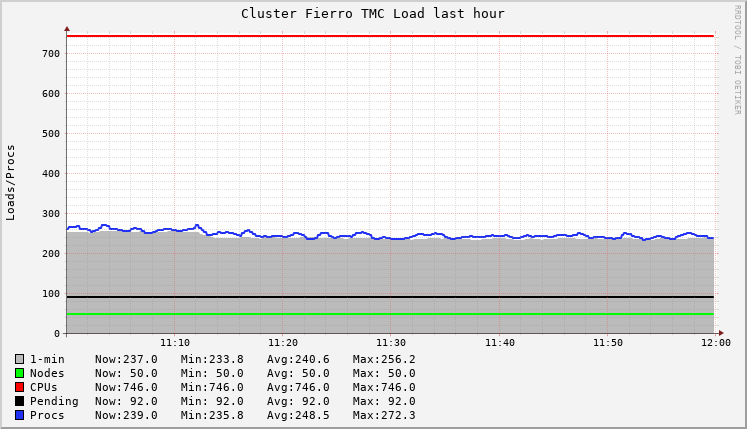 Cluster Fierro TMC Load last hour
RRDTOOL / TOBI OETIKER
Loads/Procs
700
600
500
400
300
200
100
0
11:10 11:20 11:30 11:40 11:50 12:00
1-min Now:237.0 Min:233.8 Avg:240.6 Max:256.2
Nodes Now: 50.0 Min: 50.0 Avg: 50.0 Max: 50.0
CPUs Now:746.0 Min:746.0 Avg:746.0 Max:746.0
Pending Now: 92.0 Min: 92.0 Avg: 92.0 Max: 92.0
Procs Now:239.0 Min:235.8 Avg:248.5 Max:272.3